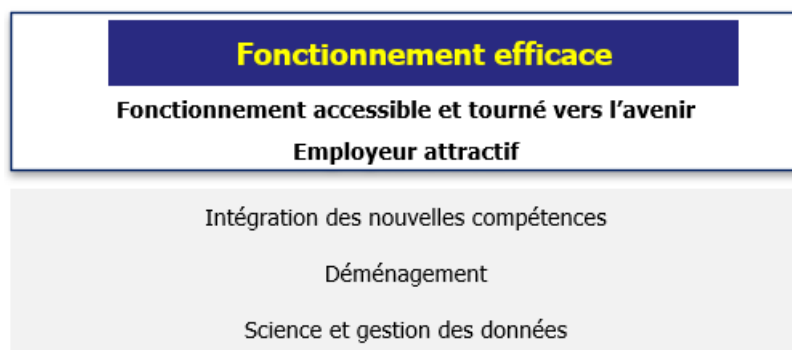 Fonctionnement efficace
Fonctionnement accessible et tourné vers l’avenir
Employeur attractif
Intégration des nouvelles compétences
Déménagement
Science et gestion des données